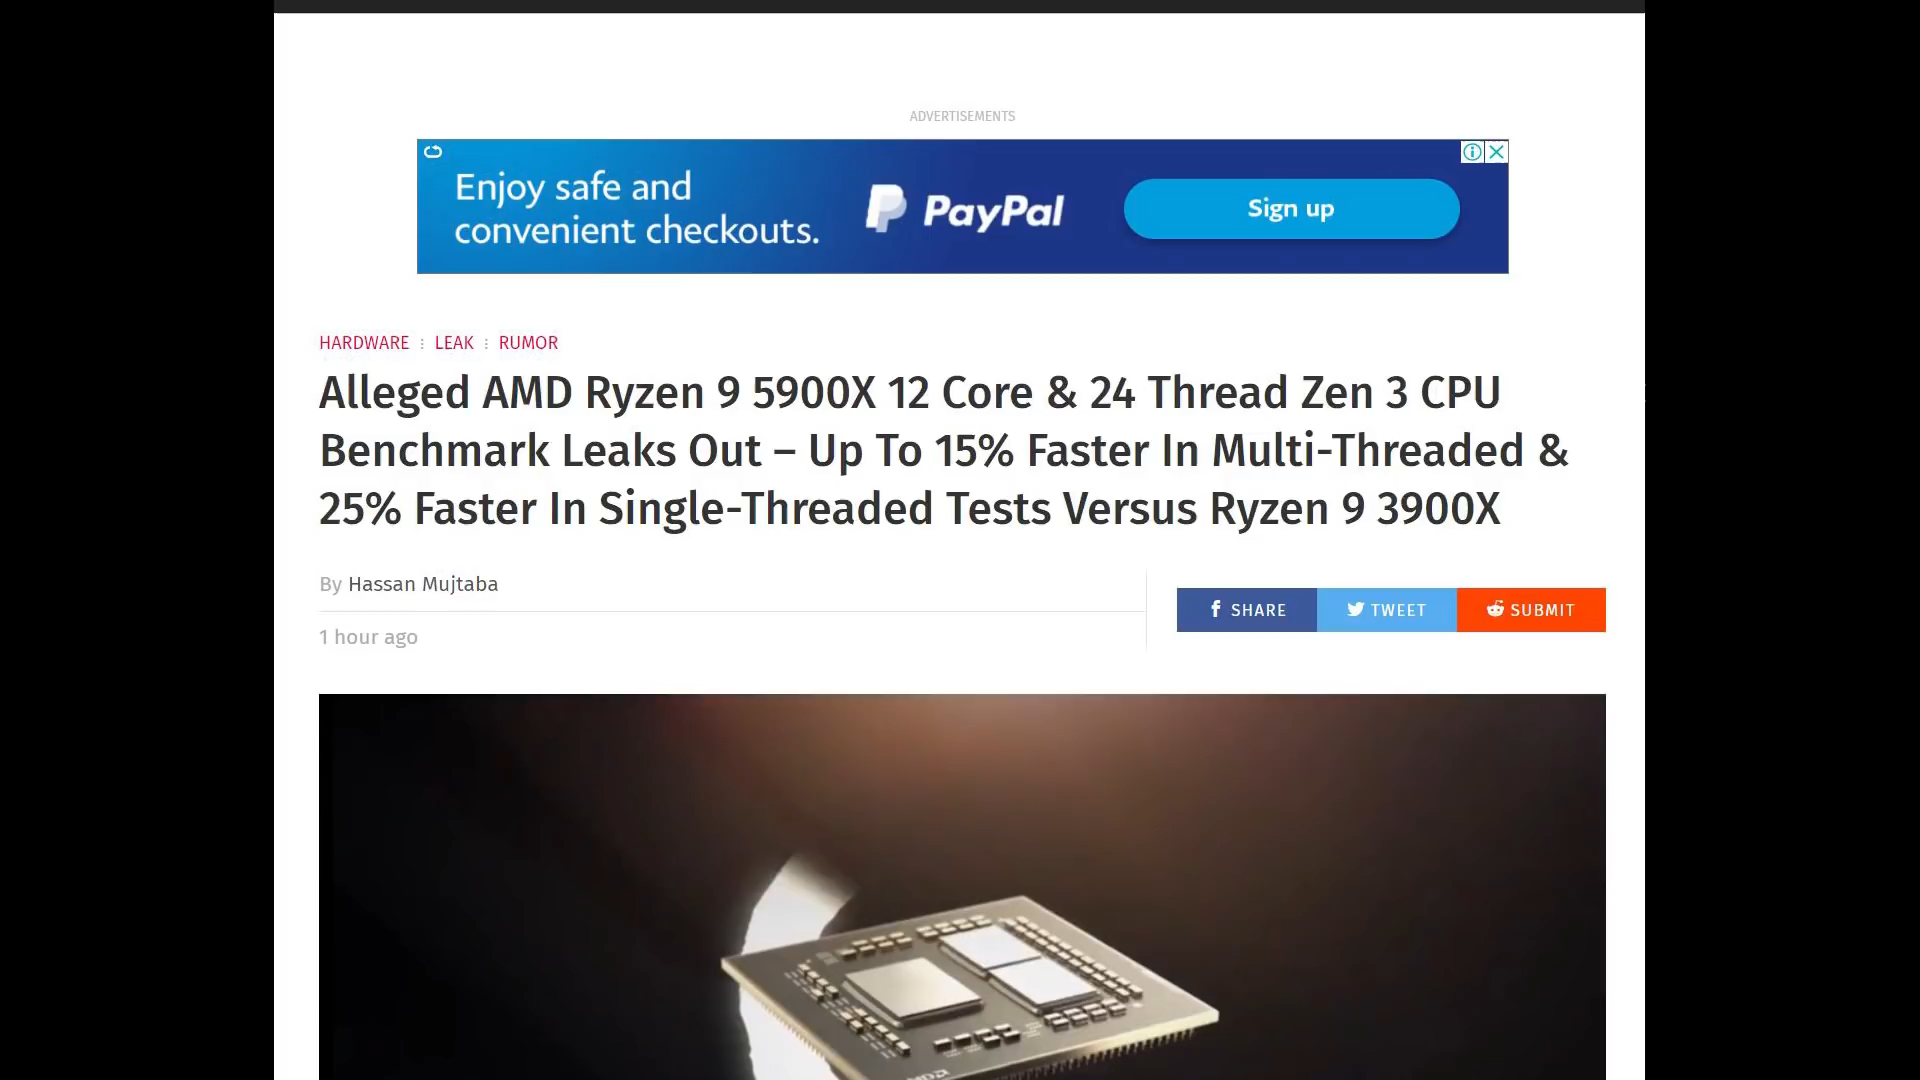 ADVERTISEMENTS
Enjoy safe and
convenient checkouts.
PayPal
Sign up
HARDWARE : LEAK : RUMOR
Alleged AMD Ryzen 9 5900X 12 Core & 24 Thread Zen 3 CPU
Benchmark Leaks Out – Up To 15% Faster In Multi-Threaded &
25% Faster In Single-Threaded Tests Versus Ryzen 9 3900X
By Hassan Mujtaba
1 hour ago
SHARE
TWEET
SUBMIT